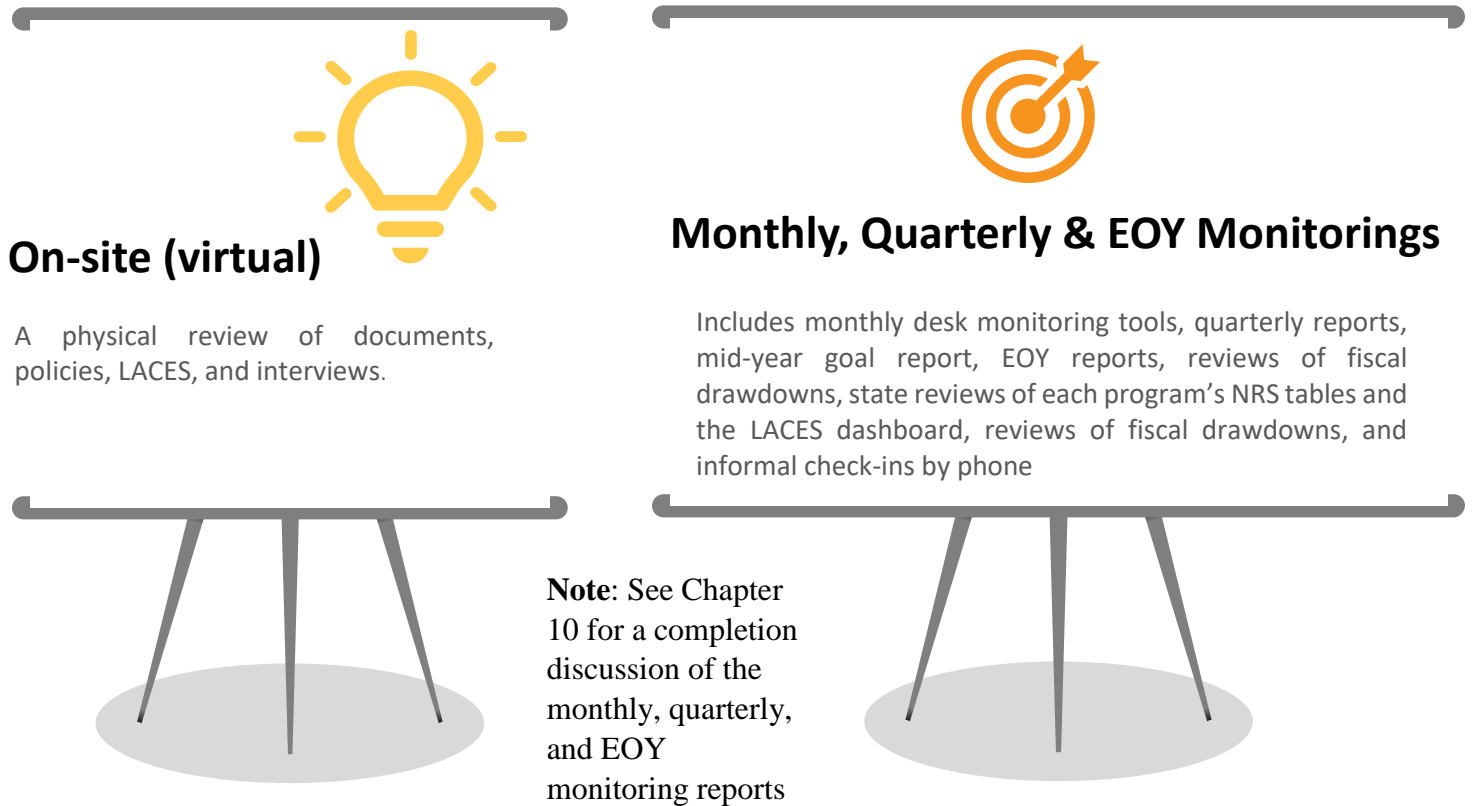 On-site (virtual)
A physical review of documents,
policies, LACES, and interviews.
Monthly, Quarterly & EOY Monitorings
Includes monthly desk monitoring tools, quarterly reports,
mid-year goal report, EOY reports, reviews of fiscal
drawdowns, state reviews of each program’s NRS tables and
the LACES dashboard, reviews of fiscal drawdowns, and
informal check-ins by phone
Note: See Chapter
10 for a completion
discussion of the
monthly, quarterly,
and EOY
monitoring reports